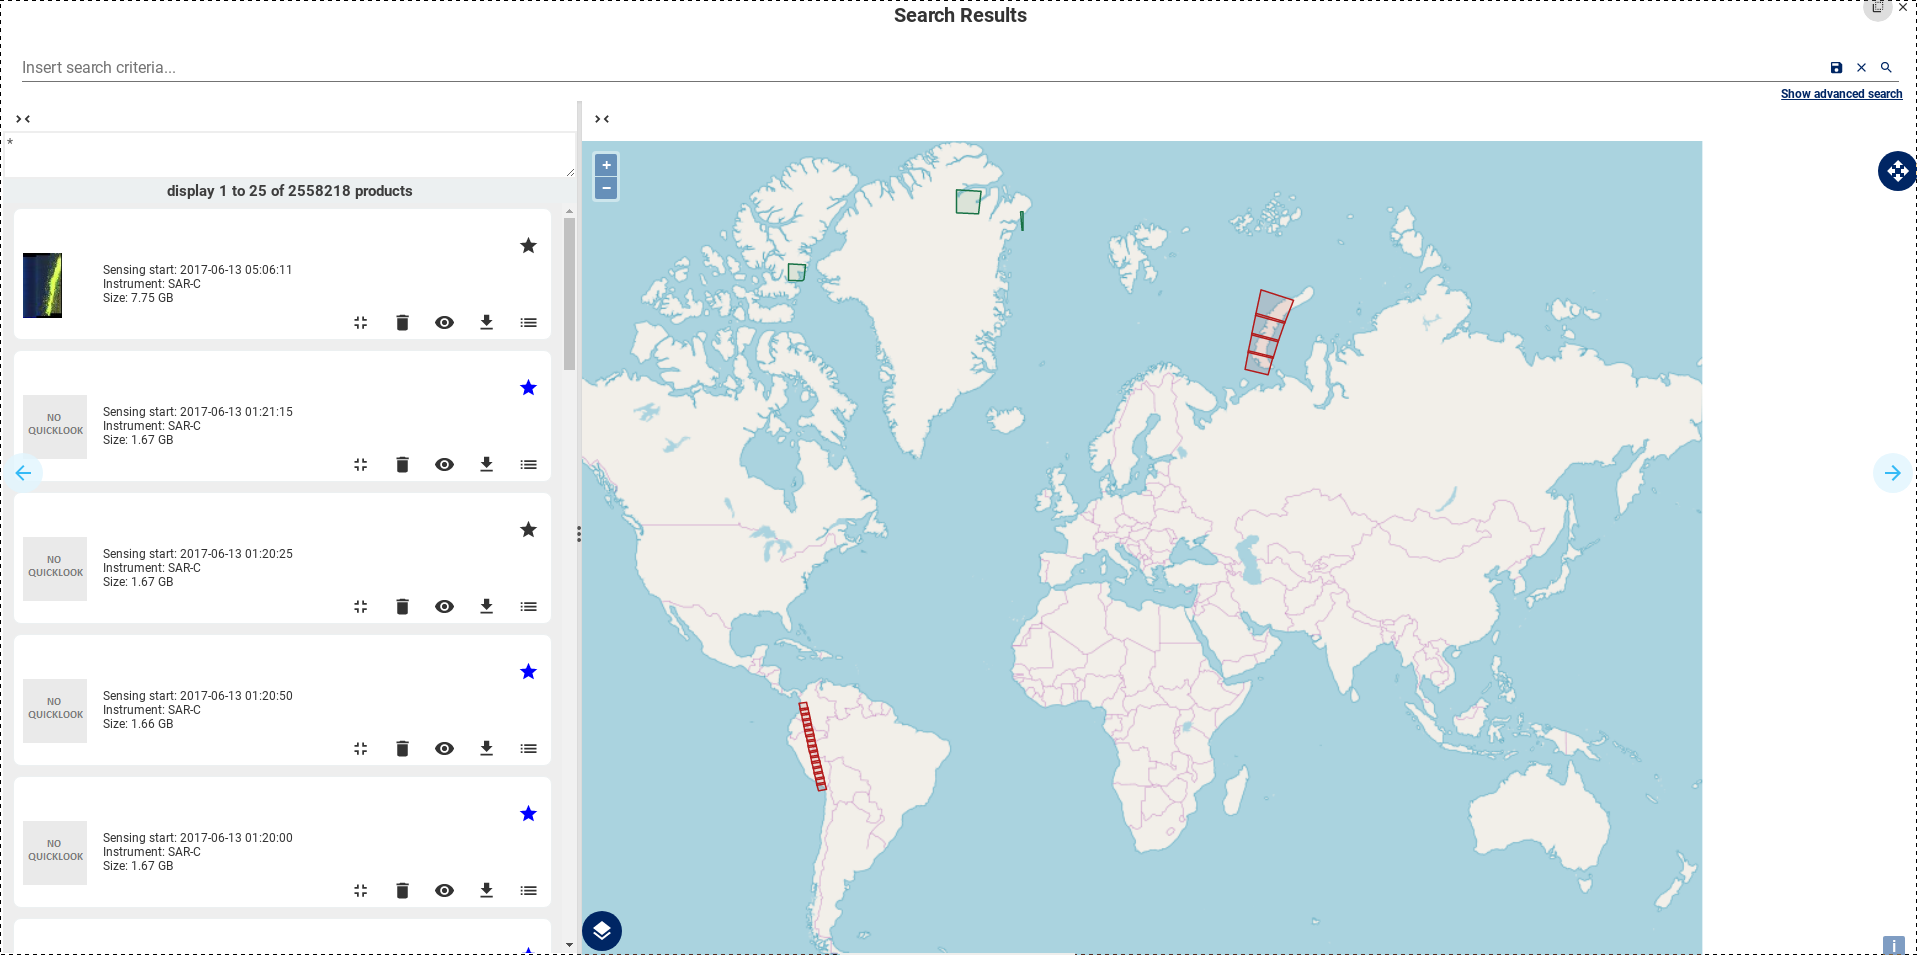 Search Results
Insert search criteria...
Show advanced search
*
display 1 to 25 of 2558218 products
Sensing start: 2017-06-13 05:06:11
Instrument: SAR-C
Size: 7.75 GB
NO
QUICKLOOK
Sensing start: 2017-06-13 01:21:15
Instrument: SAR-C
Size: 1.67 GB
NO
QUICKLOOK
Sensing start: 2017-06-13 01:20:25
Instrument: SAR-C
Size: 1.67 GB
NO
QUICKLOOK
Sensing start: 2017-06-13 01:20:50
Instrument: SAR-C
Size: 1.66 GB
NO
QUICKLOOK
Sensing start: 2017-06-13 01:20:00
Instrument: SAR-C
Size: 1.67 GB
+
−
i